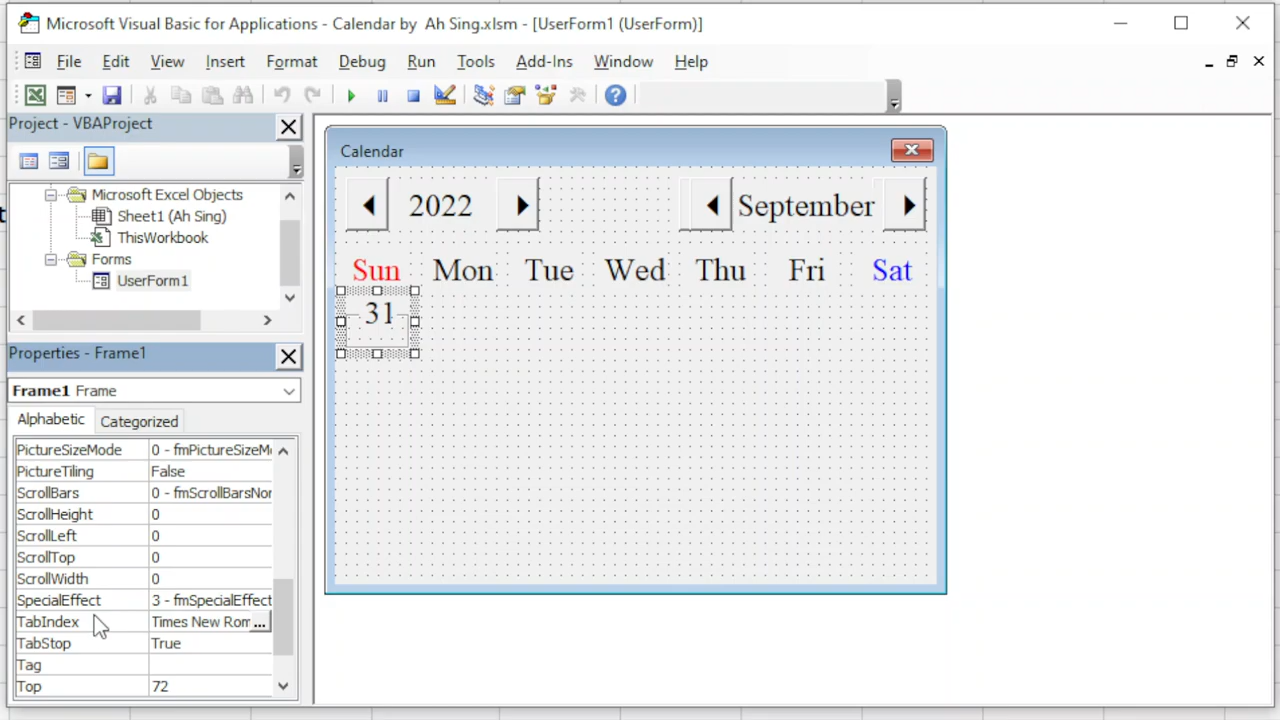 Microsoft Visual Basic for Applications - Calendar by Ah Sing.xlsm - [UserForm1 (UserForm)]
File Edit View Insert Format Debug Run Tools Add-Ins Window Help
Project - VBAProject
Microsoft Excel Objects
Sheet1 (Ah Sing)
ThisWorkbook
Forms
UserForm1
Properties - Frame1
Frame1 Frame
Alphabetic Categorized
PictureSizeMode 0 - fmPictureSizeM
PictureTiling False
ScrollBars 0 - fmScrollBarsNor
ScrollHeight 0
ScrollLeft 0
ScrollTop 0
ScrollWidth 0
SpecialEffect 3 - fmSpecialEffect
TabIndex Times New Rom ...
TabStop True
Tag
Top 72
Calendar
2022 September
Sun Mon Tue Wed Thu Fri Sat
31